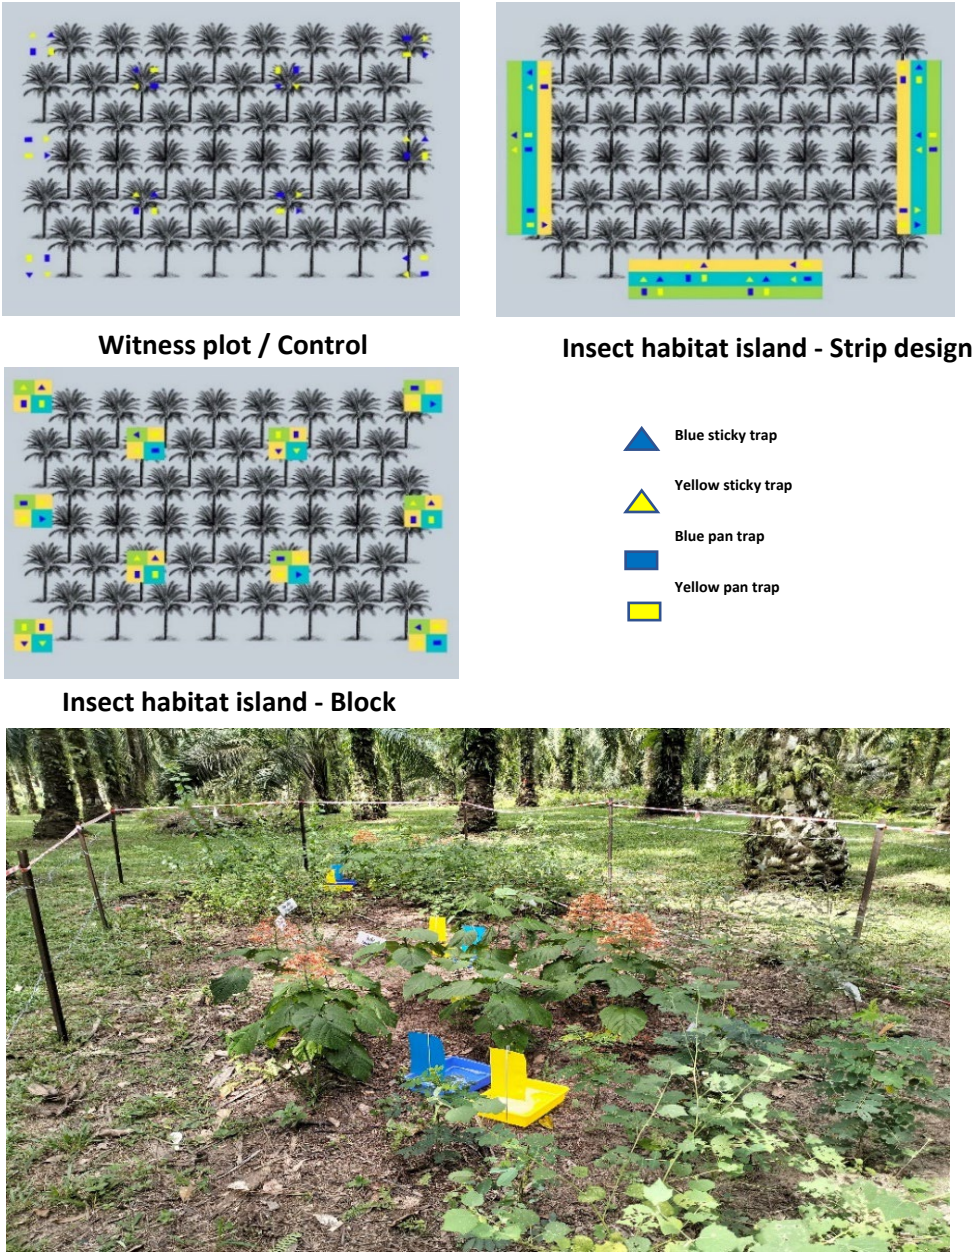 Witness plot / Control
Insect habitat island - Strip design
Blue sticky trap
Yellow sticky trap
Blue pan trap
Yellow pan trap
Insect habitat island - Block